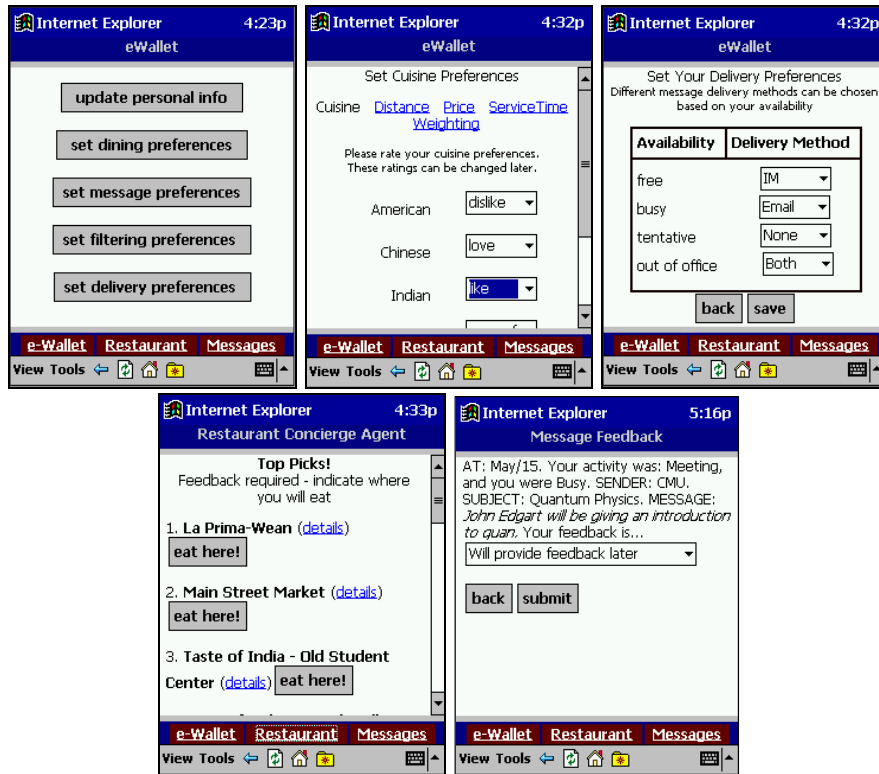 Internet Explorer 4:23p
eWallet
update personal info
set dining preferences
set message preferences
set filtering preferences
set delivery preferences
e-Wallet Restaurant Messages
View Tools
Internet Explorer 4:32p
eWallet
Set Cuisine Preferences
Cuisine Distance Price ServiceTime
Weighting
Please rate your cuisine preferences.
These ratings can be changed later.
American dislike
Chinese love
Indian like
e-Wallet Restaurant Messages
View Tools
Internet Explorer 4:32p
eWallet
Set Your Delivery Preferences
Different message delivery methods can be chosen
based on your availability
Availability Delivery Method
free IM
busy Email
tentative None
out of office Both
back save
e-Wallet Restaurant Messages
View Tools
Internet Explorer 4:33p
Restaurant Concierge Agent
Top Picks!
Feedback required - indicate where
you will eat
1. La Prima-Wean (details)
eat here!
2. Main Street Market (details)
eat here!
3. Taste of India - Old Student
Center (details) eat here!
e-Wallet Restaurant Messages
View Tools
Internet Explorer 5:16p
Message Feedback
AT: May/15. Your activity was: Meeting,
and you were Busy. SENDER: CMU.
SUBJECT: Quantum Physics. MESSAGE:
John Edgart will be giving an introduction
to quan. Your feedback is...
Will provide feedback later
back submit
e-Wallet Restaurant Messages
View Tools